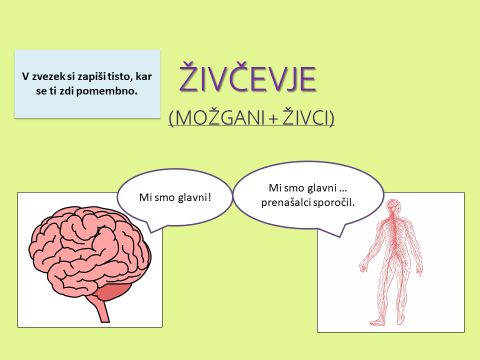 V zvezek si zapiši tisto, kar
se ti zdi pomembno.
ŽIVČEVJE
(MOŽGANI + ŽIVCI)
Mi smo glavni!
Mi smo glavni ...
prenašalci sporočil.